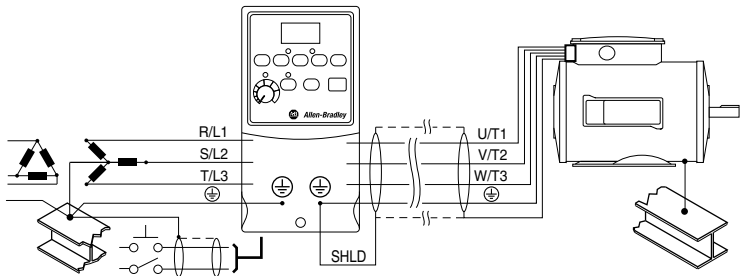 Allen-Bradley
R/L1
S/L2
T/L3
U/T1
V/T2
W/T3
SHLD